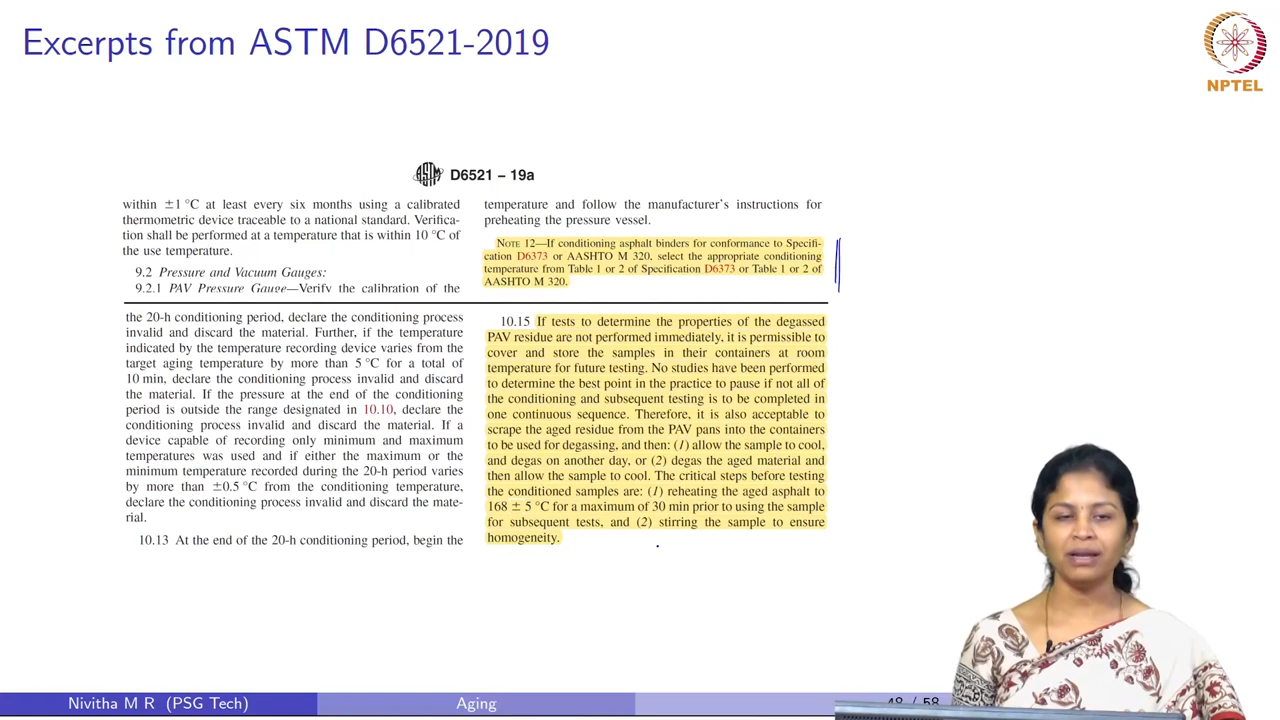 Excerpts from ASTM D6521-2019
NPTEL
ASTM D6521 – 19a
within ±1 °C at least every six months using a calibrated
thermometric device traceable to a national standard. Verifica-
tion shall be performed at a temperature that is within 10 °C of
the use temperature.
9.2 Pressure and Vacuum Gauges:
9.2.1 PAV Pressure Gauge—Verify the calibration of the
the 20-h conditioning period, declare the conditioning process
invalid and discard the material. Further, if the temperature
indicated by the temperature recording device varies from the
target aging temperature by more than 5 °C for a total of
10 min, declare the conditioning process invalid and discard
the material. If the pressure at the end of the conditioning
period is outside the range designated in 10.10, declare the
conditioning process invalid and discard the material. If a
device capable of recording only minimum and maximum
temperatures was used and if either the maximum or the
minimum temperature recorded during the 20-h period varies
by more than ±0.5 °C from the conditioning temperature,
declare the conditioning process invalid and discard the mate-
rial.
10.13 At the end of the 20-h conditioning period, begin the
temperature and follow the manufacturer's instructions for
preheating the pressure vessel.
NOTE 12—If conditioning asphalt binders for conformance to Specifi-
cation D6373 or AASHTO M 320, select the appropriate conditioning
temperature from Table 1 or 2 of Specification D6373 or Table 1 or 2 of
AASHTO M 320.
10.15 If tests to determine the properties of the degassed
PAV residue are not performed immediately, it is permissible to
cover and store the samples in their containers at room
temperature for future testing. No studies have been performed
to determine the best point in the practice to pause if not all of
the conditioning and subsequent testing is to be completed in
one continuous sequence. Therefore, it is also acceptable to
scrape the aged residue from the PAV pans into the containers
to be used for degassing, and then: (1) allow the sample to cool,
and degas on another day, or (2) degas the aged material and
then allow the sample to cool. The critical steps before testing
the conditioned samples are: (1) reheating the aged asphalt to
168 ± 5 °C for a maximum of 30 min prior to using the sample
for subsequent tests, and (2) stirring the sample to ensure
homogeneity.
Nivitha M R (PSG Tech)
Aging
48 / 58